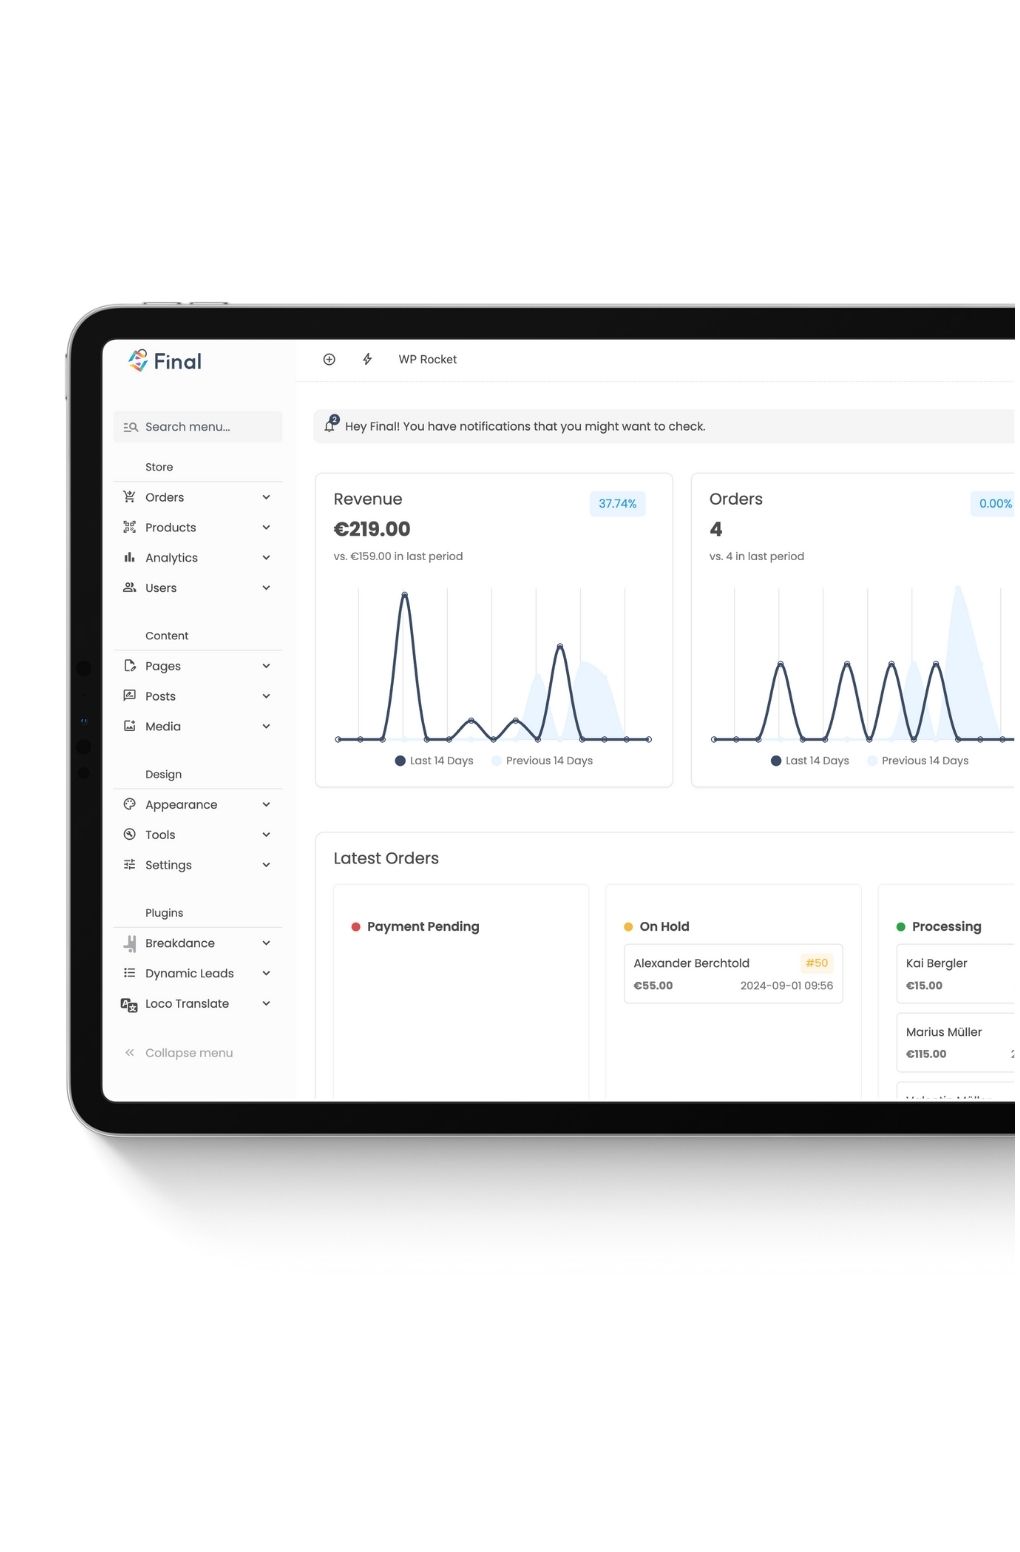 Final
WP Rocket
Search menu...
2
Hey Final! You have notifications that you might want to check.
Store
Orders
Products
Analytics
Users
Content
Pages
Posts
Media
Design
Appearance
Tools
Settings
Plugins
Breakdance
Dynamic Leads
Loco Translate
Collapse menu
Revenue
37.74%
€219.00
vs. €159.00 in last period
Last 14 Days
Previous 14 Days
Orders
0.00%
4
vs. 4 in last period
Last 14 Days
Previous 14 Days
Latest Orders
Payment Pending
On Hold
Alexander Berchtold
#50
€55.00
2024-09-01 09:56
Processing
Kai Bergler
€15.00
Marius Müller
€115.00
2